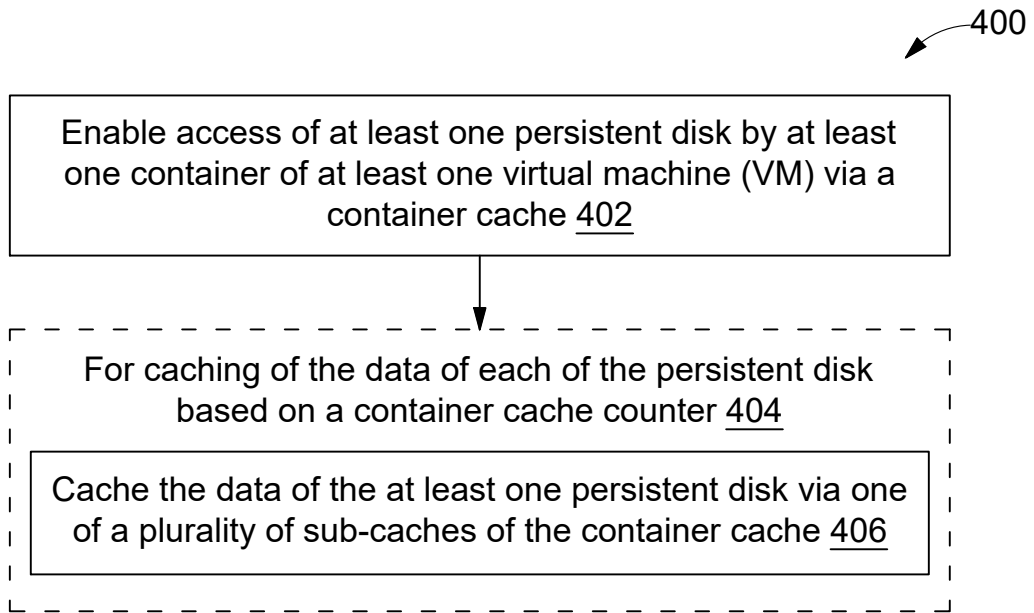 400
Enable access of at least one persistent disk by at least
one container of at least one virtual machine (VM) via a
container cache 402
For caching of the data of each of the persistent disk
based on a container cache counter 404
Cache the data of the at least one persistent disk via one
of a plurality of sub-caches of the container cache 406